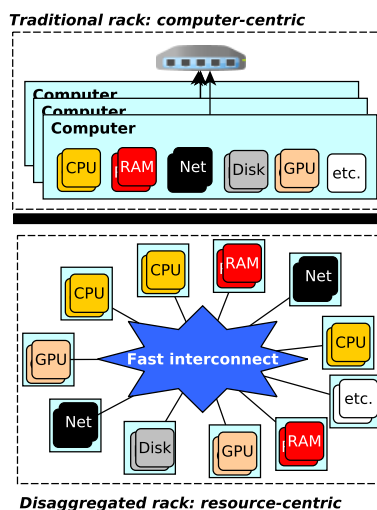 Traditional rack: computer-centric
Computer
Computer
Computer
CPU
RAM
Net
Disk
GPU
etc.
RAM
CPU
Net
CPU
CPU
Fast interconnect
GPU
etc.
Net
Disk
GPU
RAM
Disaggregated rack: resource-centric